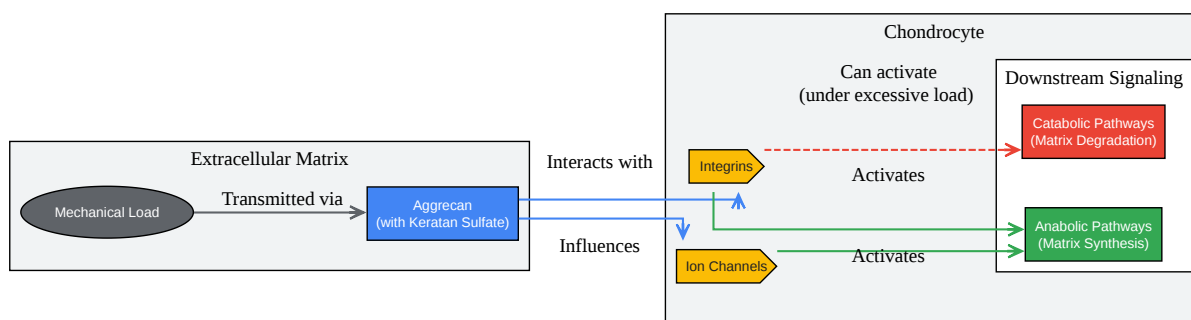 Chondrocyte
Can activate
(under excessive load)
Downstream Signaling
Catabolic Pathways
(Matrix Degradation)
Extracellular Matrix
Interacts with
Integrins
Activates
Mechanical Load
Transmitted via
Aggrecan
(with Keratan Sulfate)
Influences
Ion Channels
Activates
Anabolic Pathways
(Matrix Synthesis)